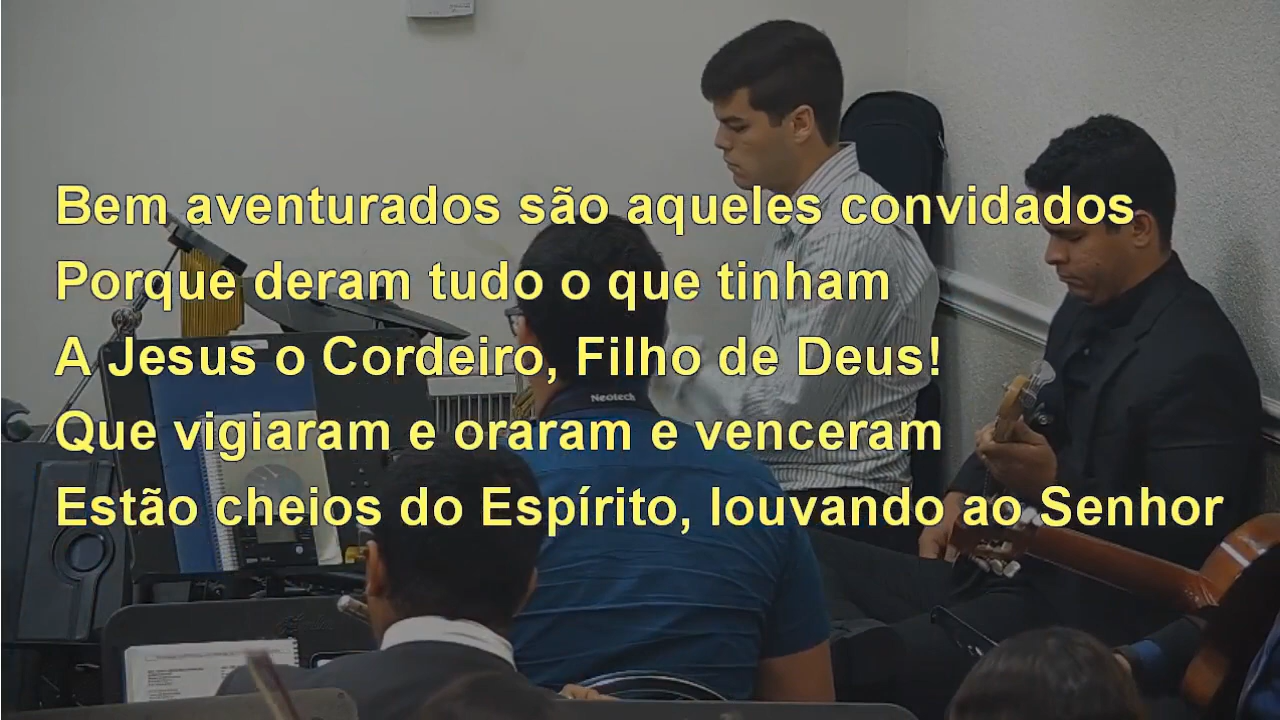 Bem aventurados são aqueles convidados
Porque deram tudo o que tinham
A Jesus o Cordeiro, Filho de Deus!
Neotech
Que vigiaram e oraram e venceram
Estão cheios do Espírito, louvando ao Senhor